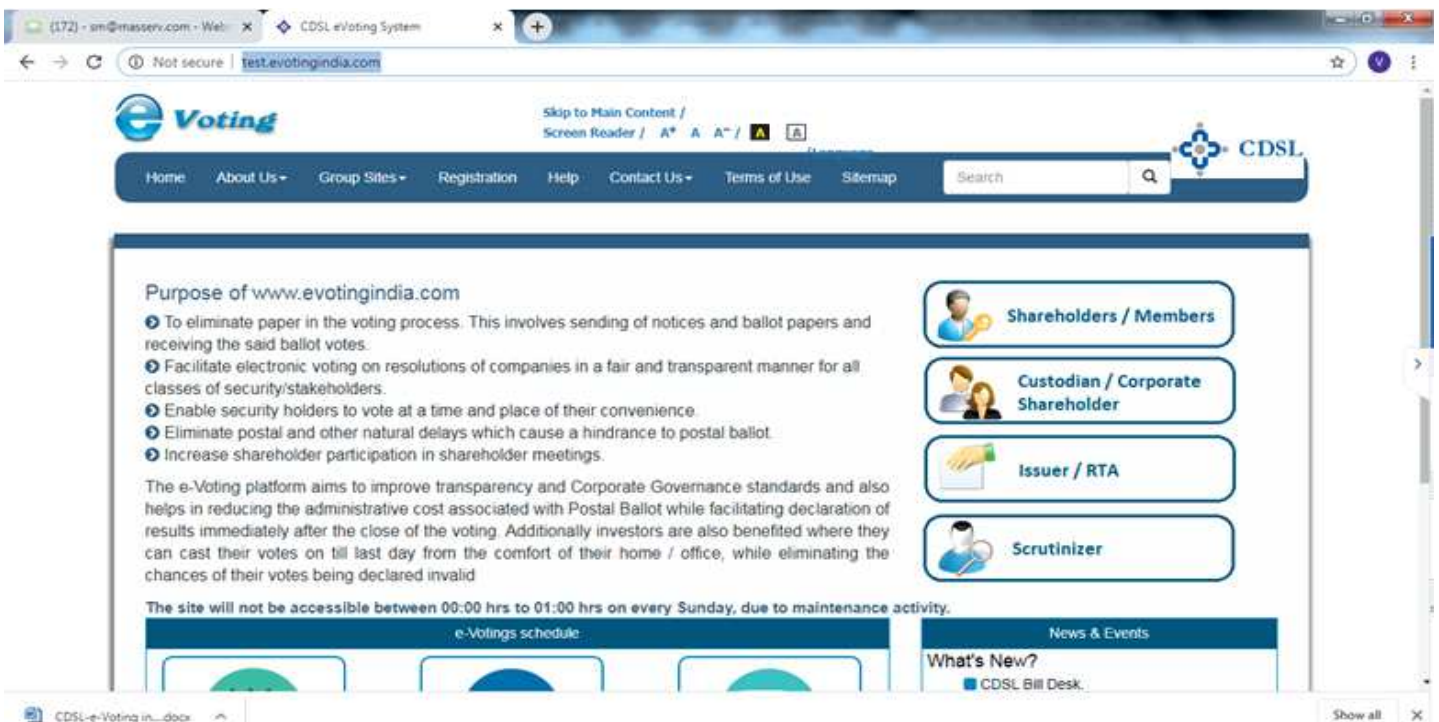 (172) - sm@masserv.com - Web
CDSL eVoting System
Not secure | test.evotingindia.com
V
e Voting
Skip to Main Content /
Screen Reader / A+ A A- / A A
CDSL
Home About Us Group Sites Registration Help Contact Us Terms of Use Sitemap Search
Purpose of www.evotingindia.com
To eliminate paper in the voting process. This involves sending of notices and ballot papers and
receiving the said ballot votes.
Facilitate electronic voting on resolutions of companies in a fair and transparent manner for all
classes of security/stakeholders.
Enable security holders to vote at a time and place of their convenience.
Eliminate postal and other natural delays which cause a hindrance to postal ballot.
Increase shareholder participation in shareholder meetings.
The e-Voting platform aims to improve transparency and Corporate Governance standards and also
helps in reducing the administrative cost associated with Postal Ballot while facilitating declaration of
results immediately after the close of the voting. Additionally investors are also benefited where they
can cast their votes on till last day from the comfort of their home / office, while eliminating the
chances of their votes being declared invalid
Shareholders / Members
Custodian / Corporate
Shareholder
Issuer / RTA
Scrutinizer
The site will not be accessible between 00:00 hrs to 01:00 hrs on every Sunday, due to maintenance activity.
e-Votings schedule
News & Events
What's New?
CDSL Bill Desk.
CDSL-e-Voting in....docx
Show all